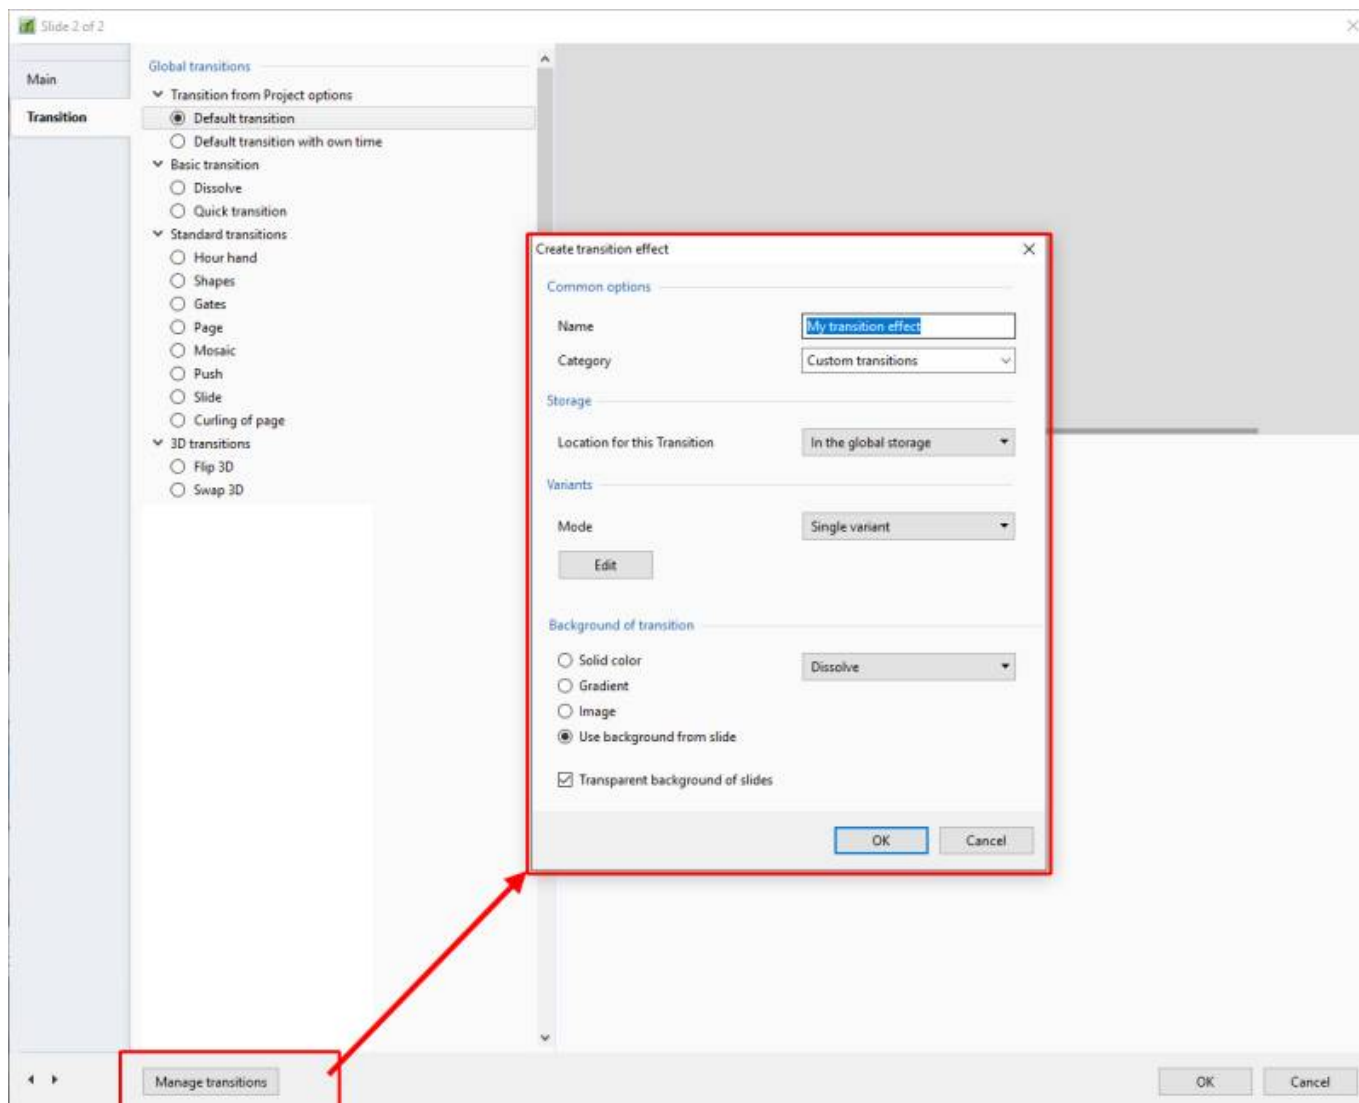 Slide 2 of 2
Main
Transition
Global transitions
Transition from Project options
Default transition
Default transition with own time
Basic transition
Dissolve
Quick transition
Standard transitions
Hour hand
Shapes
Gates
Page
Mosaic
Push
Slide
Curling of page
3D transitions
Flip 3D
Swap 3D
Create transition effect
Common options
Name My transition effect
Category Custom transitions
Storage
Location for this Transition In the global storage
Variants
Mode Single variant
Edit
Background of transition
Solid color Dissolve
Gradient
Image
Use background from slide
Transparent background of slides
OK Cancel
Manage transitions OK Cancel